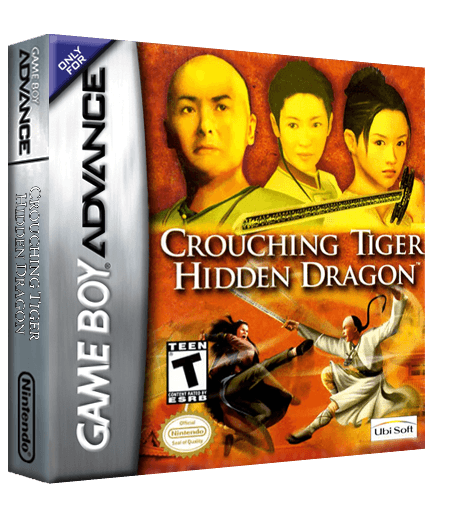 GAME BOY
ADVANCE
CROUCHING TIGER
HIDDEN DRAGON
Nintendo®
ONLY
FOR
GAME BOY ADVANCE
CROUCHING TIGER
HIDDEN DRAGON™
TEEN
T
CONTENT RATED BY
ESRB
Official
Nintendo
Seal of Quality
Ubi Soft